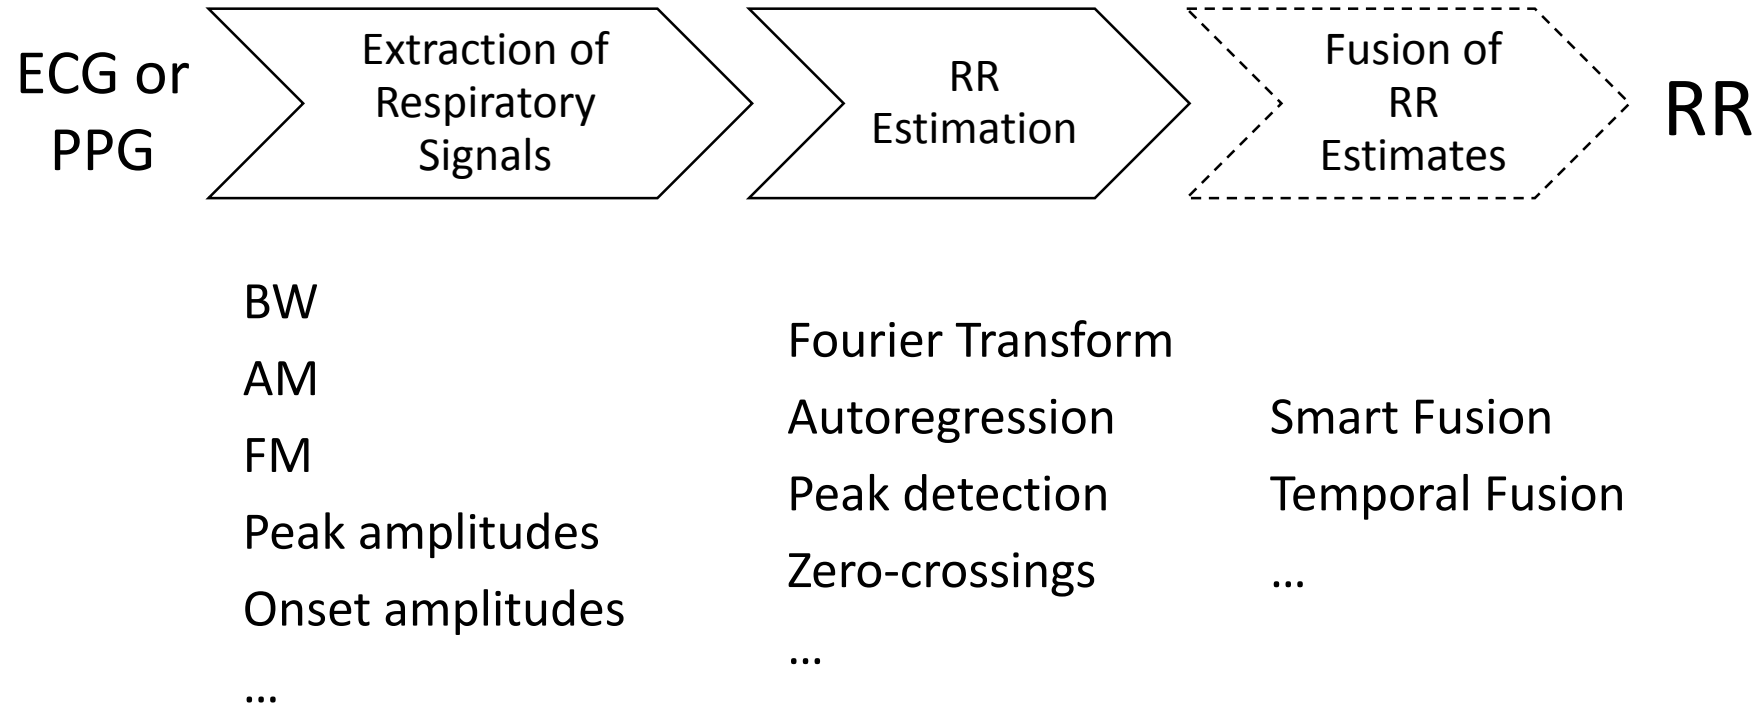 ECG or
PPG
Extraction of
Respiratory
Signals
RR
Estimation
Fusion of
RR
Estimates
RR
BW
AM
FM
Peak amplitudes
Onset amplitudes
...
Fourier Transform
Autoregression
Peak detection
Zero-crossings
...
Smart Fusion
Temporal Fusion
...